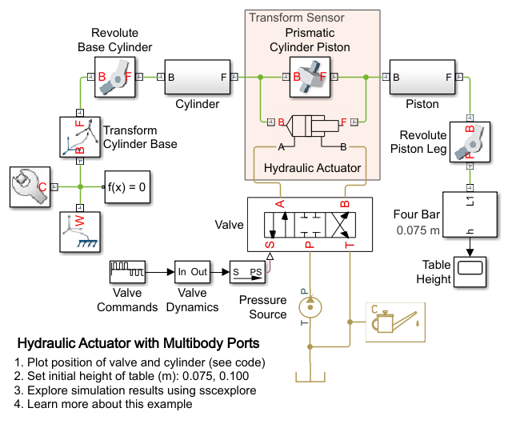 Transform Sensor
Revolute
Base Cylinder
Prismatic
Cylinder Piston
B F
B F
B F
B F
Cylinder
Piston
F
B
Transform
Cylinder Base
B F
A B
Hydraulic Actuator
B
F
Revolute
Piston Leg
C
f(x) = 0
W
A B
Valve
S P T
L1
h
Four Bar
0.075 m
Table
Height
In Out
S PS
Valve
Commands
Valve
Dynamics
Pressure
Source
P
T
C
Hydraulic Actuator with Multibody Ports
1. Plot position of valve and cylinder (see code)
2. Set initial height of table (m): 0.075, 0.100
3. Explore simulation results using sscexplore
4. Learn more about this example